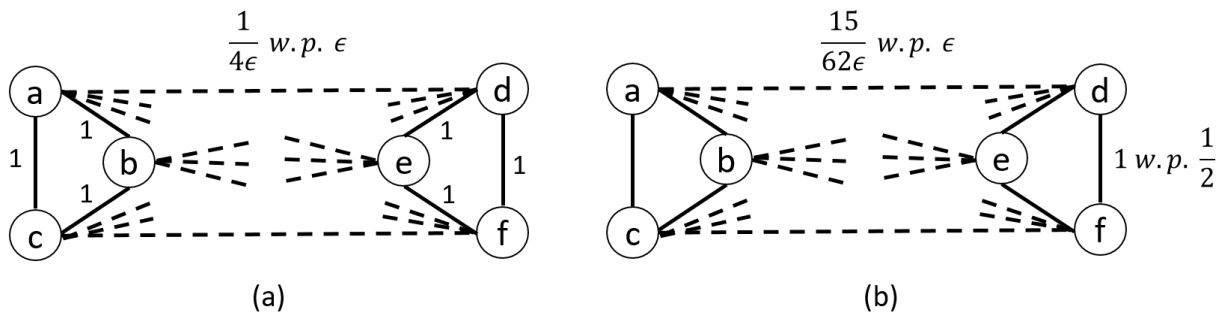 1/4ϵ w.p. ϵ
a
d
1
1
b
e
1
1
1
1
c
f
(a)
15/62ϵ w.p. ϵ
a
d
b
e
1 w.p. 1/2
c
f
(b)